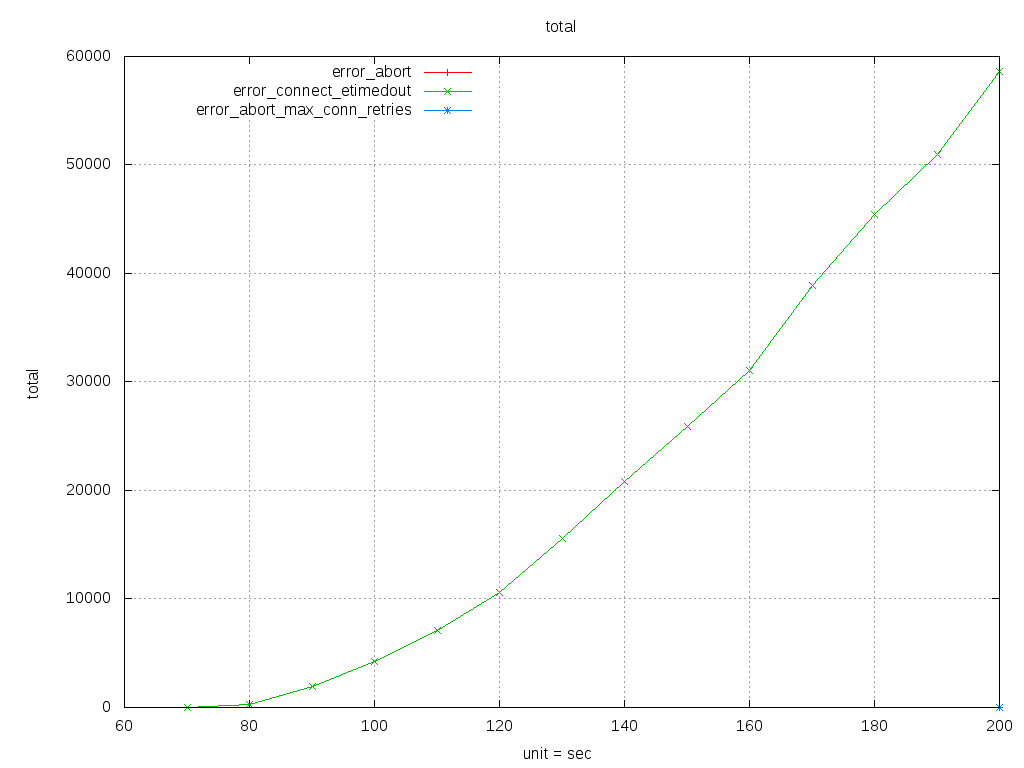 total
60000
50000
40000
30000
20000
10000
0
total
error_abort
error_connect_etimedout
error_abort_max_conn_retries
60 80 100 120 140 160 180 200
unit = sec